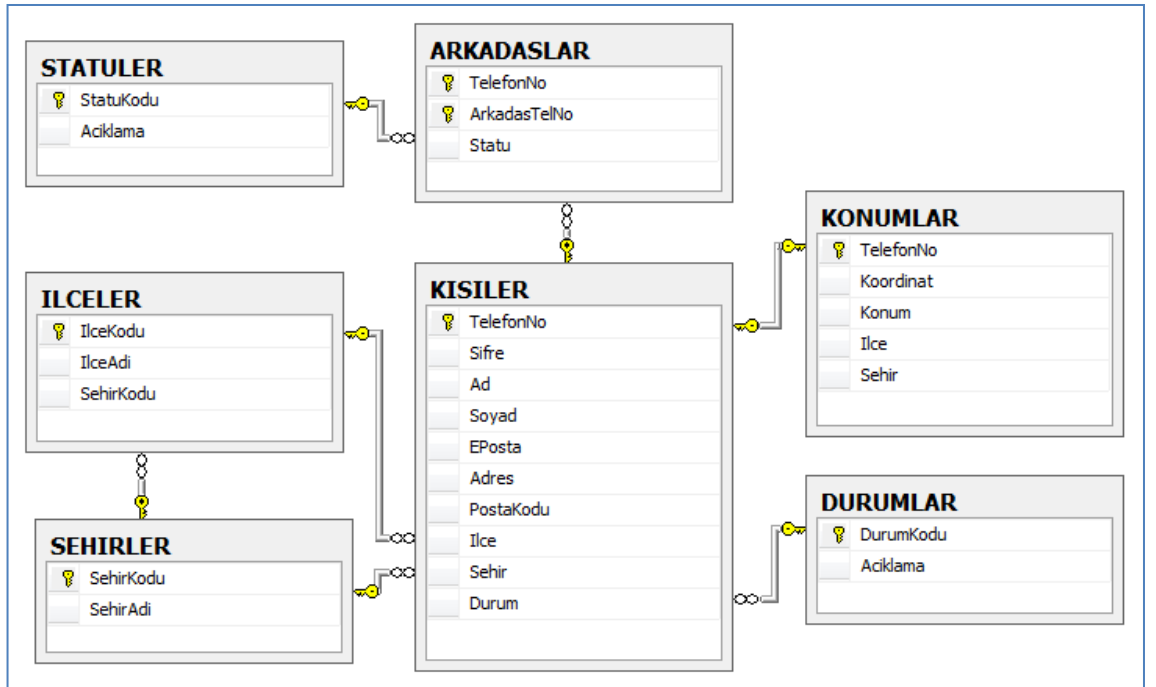 STATULER
StatuKodu
Aciklama
ARKADASLAR
TelefonNo
ArkadasTelNo
Statu
KONUMLAR
TelefonNo
Koordinat
Konum
Ilce
Sehir
ILCELER
IlceKodu
IlceAdi
SehirKodu
KISILER
TelefonNo
Sifre
Ad
Soyad
EPosta
Adres
PostaKodu
Ilce
Sehir
Durum
SEHIRLER
SehirKodu
SehirAdi
DURUMLAR
DurumKodu
Aciklama